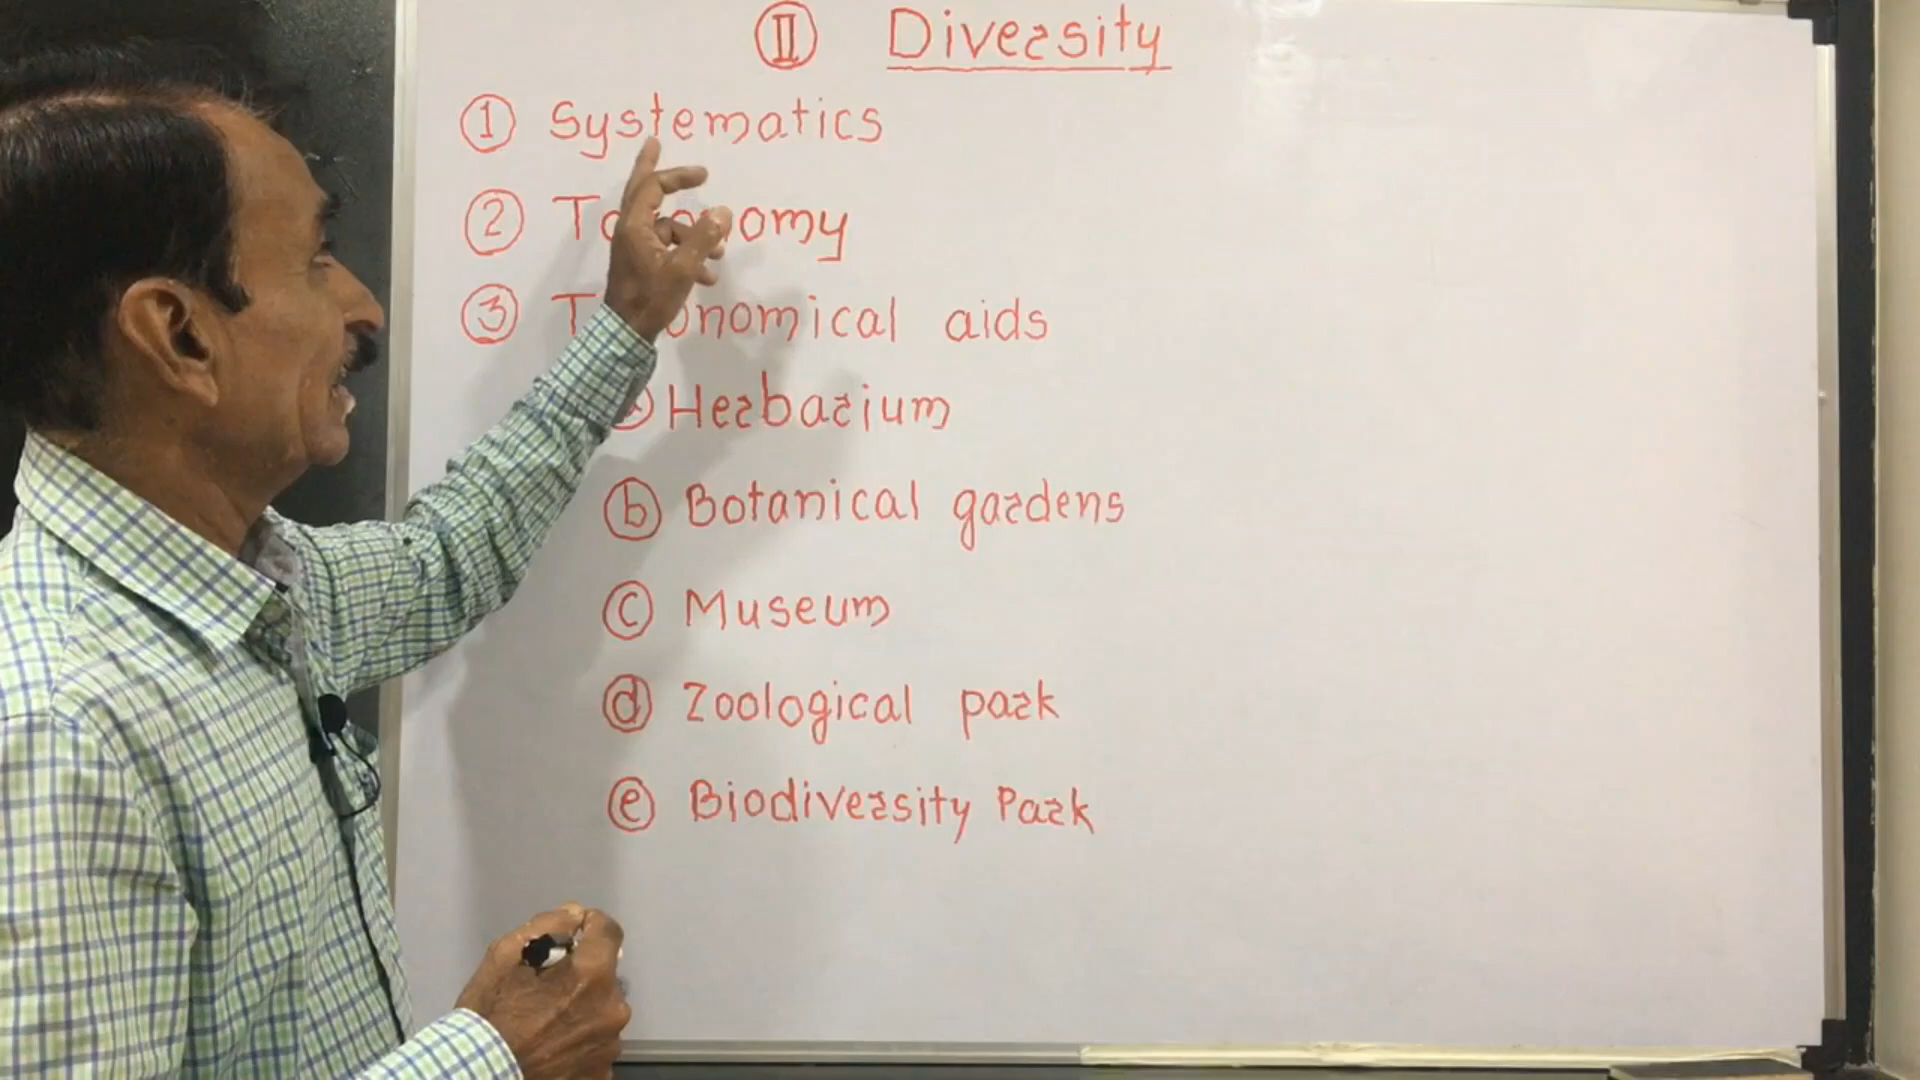 II Diversity
1 Systematics
2
3 aids
Herbarium
b Botanical gardens
c Museum
d Zoological park
e Biodiversity Park